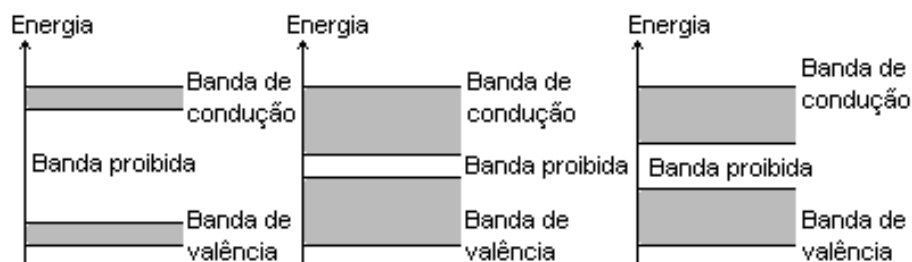 Energia
Banda de
condução
Banda proibida
Banda de
valência
Energia
Banda de
condução
Banda proibida
Banda de
valência
Energia
Banda de
condução
Banda proibida
Banda de
valência